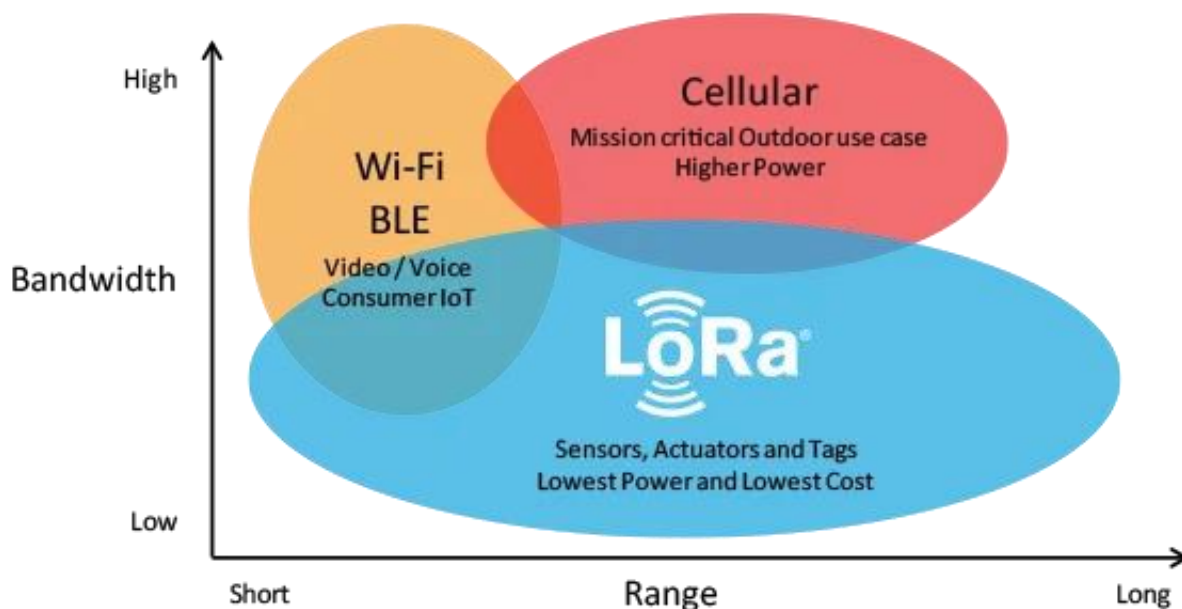 High
Cellular
Mission critical Outdoor use case
Higher Power
Wi-Fi
BLE
Video / Voice
Consumer IoT
Bandwidth
LoRa®
Sensors, Actuators and Tags
Lowest Power and Lowest Cost
Low
Short
Range
Long